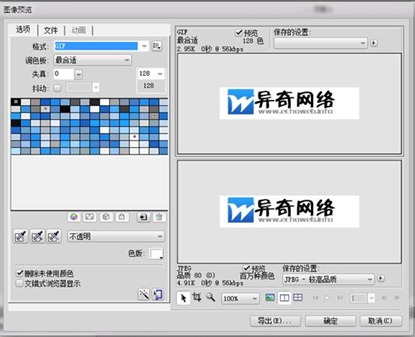 图像预览
选项 文件 动画
格式: GIF
调色板: 最合适
失真: 0 128
抖动: 128
不透明
色版:
删除未使用颜色
交错式浏览器显示
GIF 预览 保存的设置:
最合适 128 色
2.95K 0秒 @ 56kbps
异奇网络
JPEG 预览 保存的设置:
品质 80 (0) 百万种颜色 JPEG - 较高品质
4.91K 0秒 @ 56kbps
100% 1
导出(E)... 确定 取消(C)